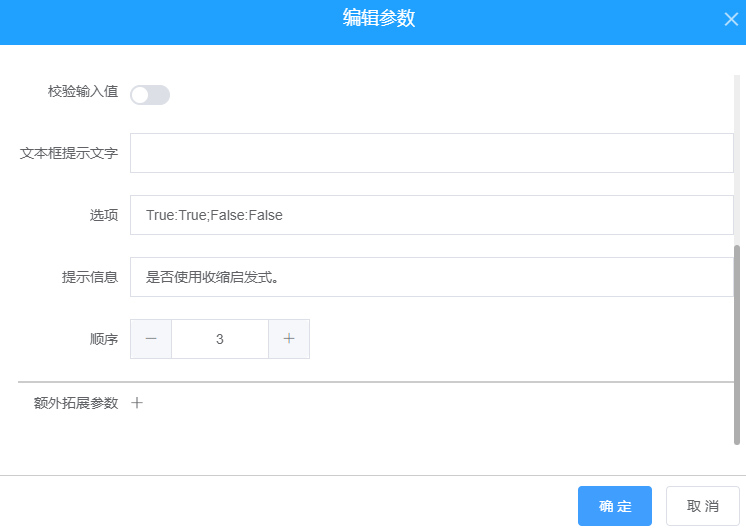 编辑参数
校验输入值
文本框提示文字
选项 True:True;False:False
提示信息 是否使用收缩启发式。
顺序 3
额外拓展参数
确定 取消